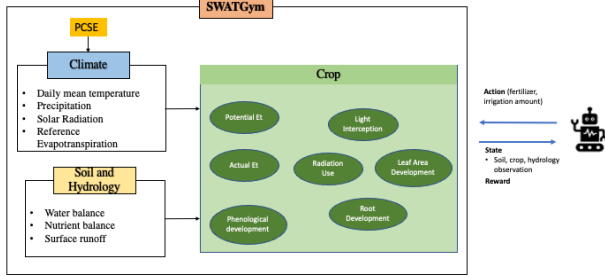 SWATGym
PCSE
Climate
• Daily mean temperature
• Precipitation
• Solar Radiation
• Reference
Evapotranspiration
Soil and
Hydrology
• Water balance
• Nutrient balance
• Surface runoff
Crop
Potential Et
Light
Interception
Actual Et
Radiation
Use
Leaf Area
Development
Phenological
development
Root
Development
Action (fertilizer,
irrigation amount)
State
• Soil, crop, hydrology
observation
Reward